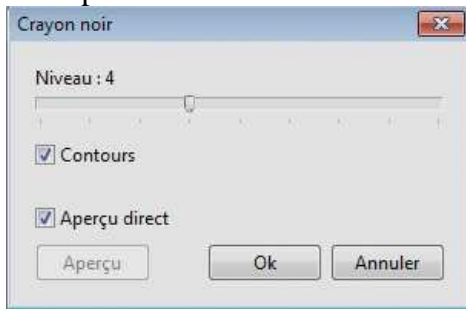 Crayon noir
Niveau : 4
Contours
Aperçu direct
Aperçu
Ok
Annuler